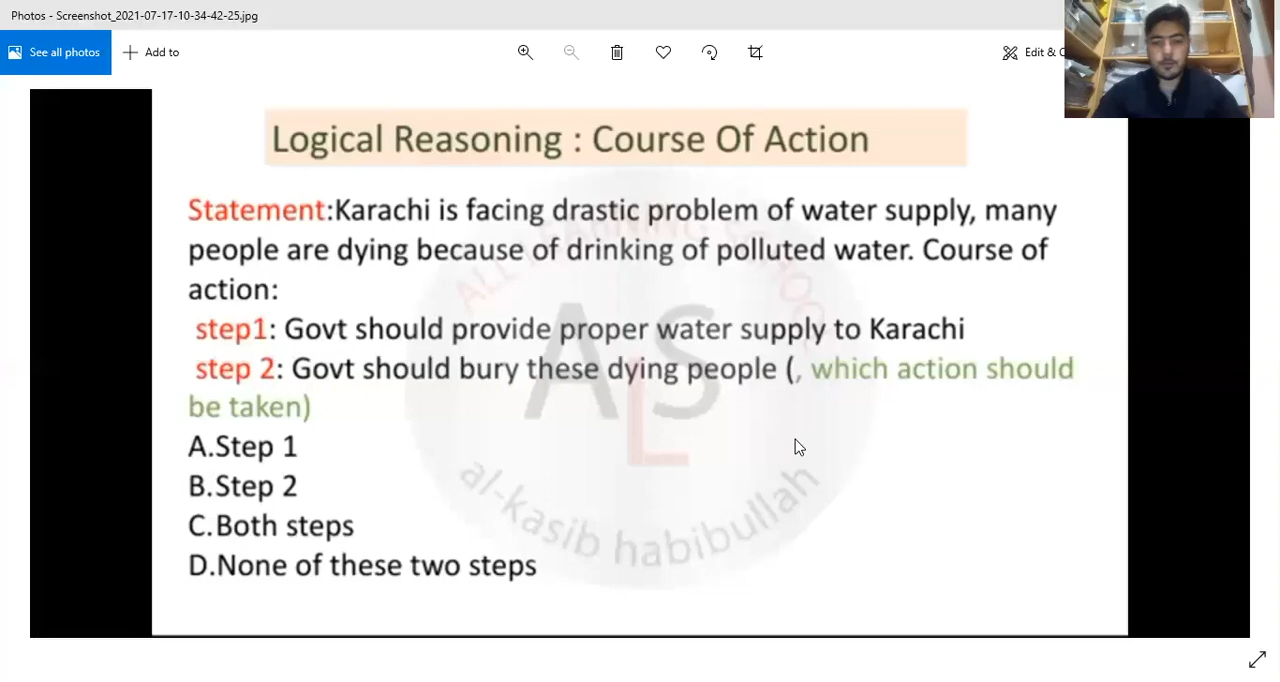 Photos - Screenshot_2021-07-17-10-34-42-25.jpg
See all photos
Add to
Edit & C
Logical Reasoning : Course Of Action
Statement:Karachi is facing drastic problem of water supply, many
people are dying because of drinking of polluted water. Course of
action:
step1: Govt should provide proper water supply to Karachi
step 2: Govt should bury these dying people (, which action should
be taken)
A.Step 1
B.Step 2
C.Both steps
D.None of these two steps
ALL LEARNING SCHOOL
ALS
al-kasib habibullah